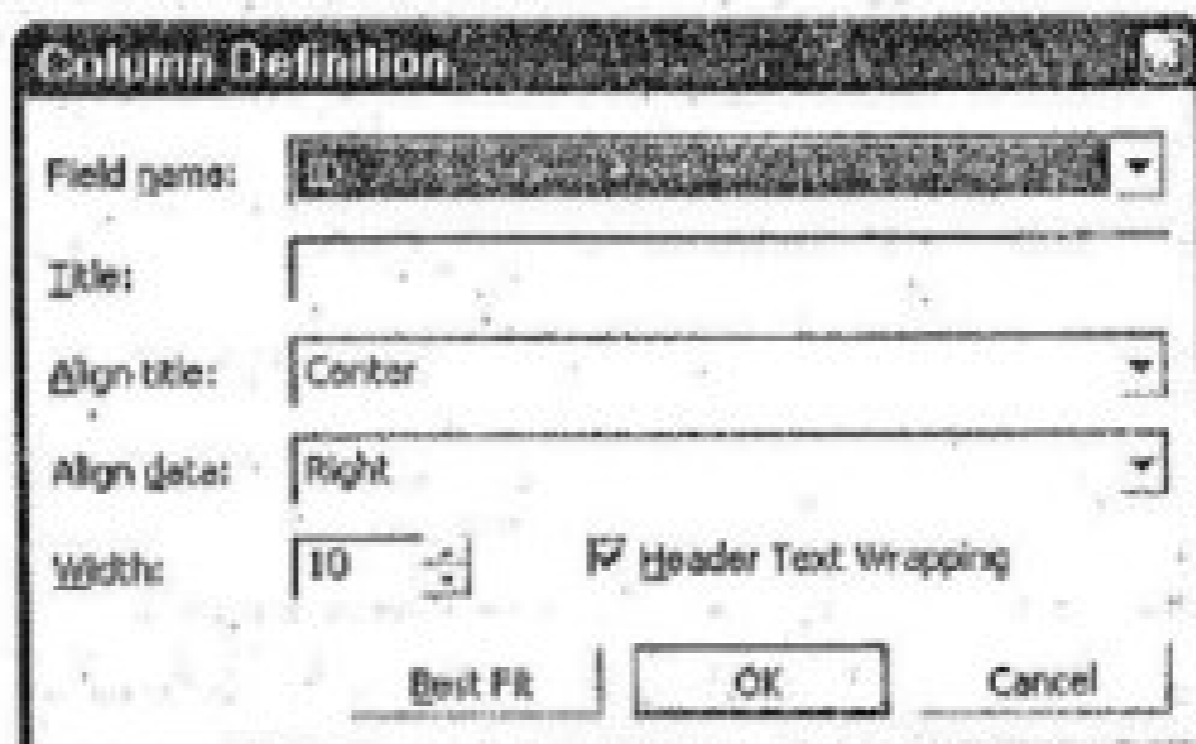 Column Definition
Field name:
Title:
Align title: Center
Align data: Right
Width: 10 Header Text Wrapping
Best Fit OK Cancel